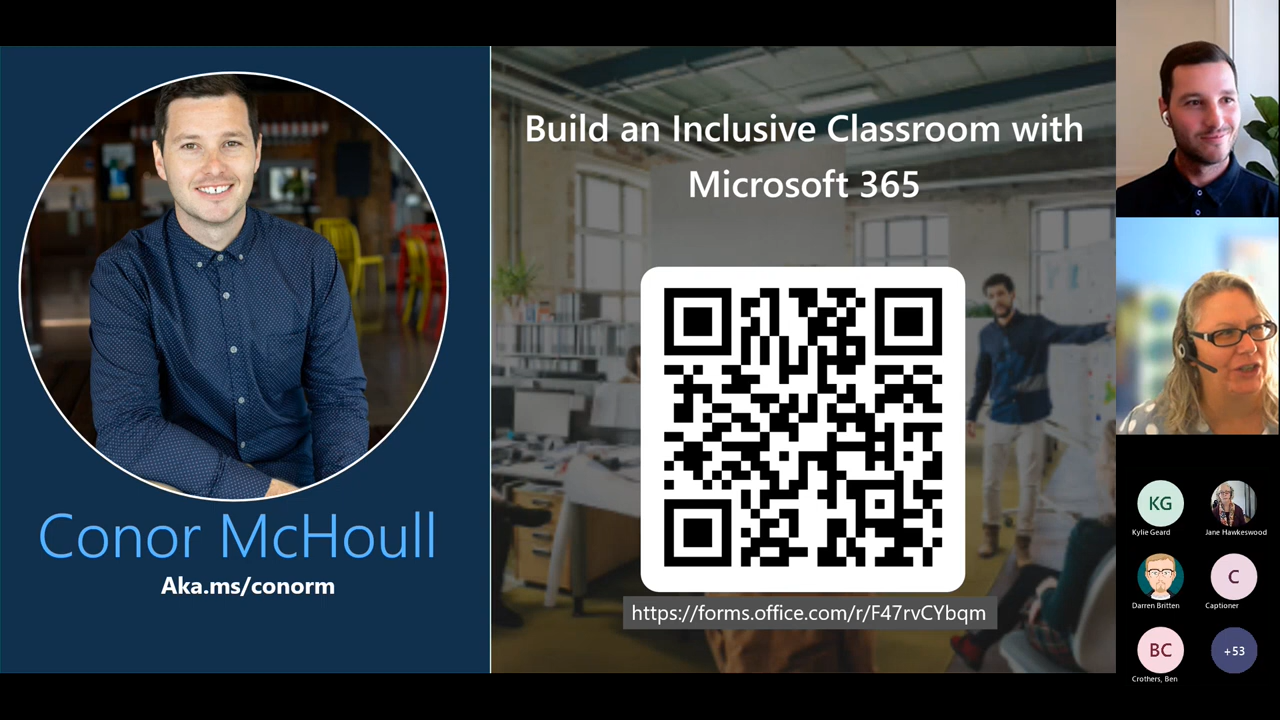 Conor McHoull
Aka.ms/conorm
Build an Inclusive Classroom with
Microsoft 365
https://forms.office.com/r/F47rvCYbqm
KG
Kylie Geard
Jane Hawkeswood
Darren Britten
C
Captioner
BC
Crothers, Ben
+53